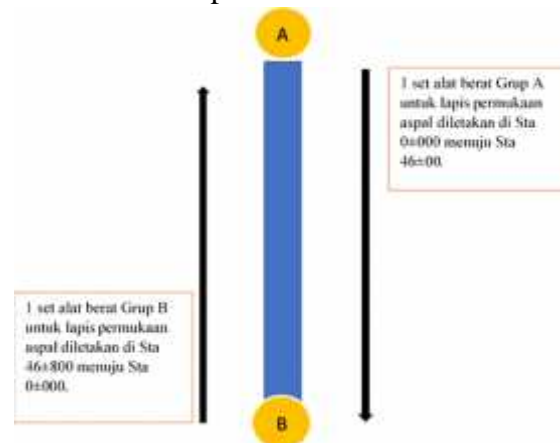 A
1 set alat berat Grup A
untuk lapis permukaan
aspal diletakan di Sta
0±000 menuju Sta
46±00.
1 set alat berat Grup B
untuk lapis permukaan
aspal diletakan di Sta
46±800 menuju Sta
0±000.
B